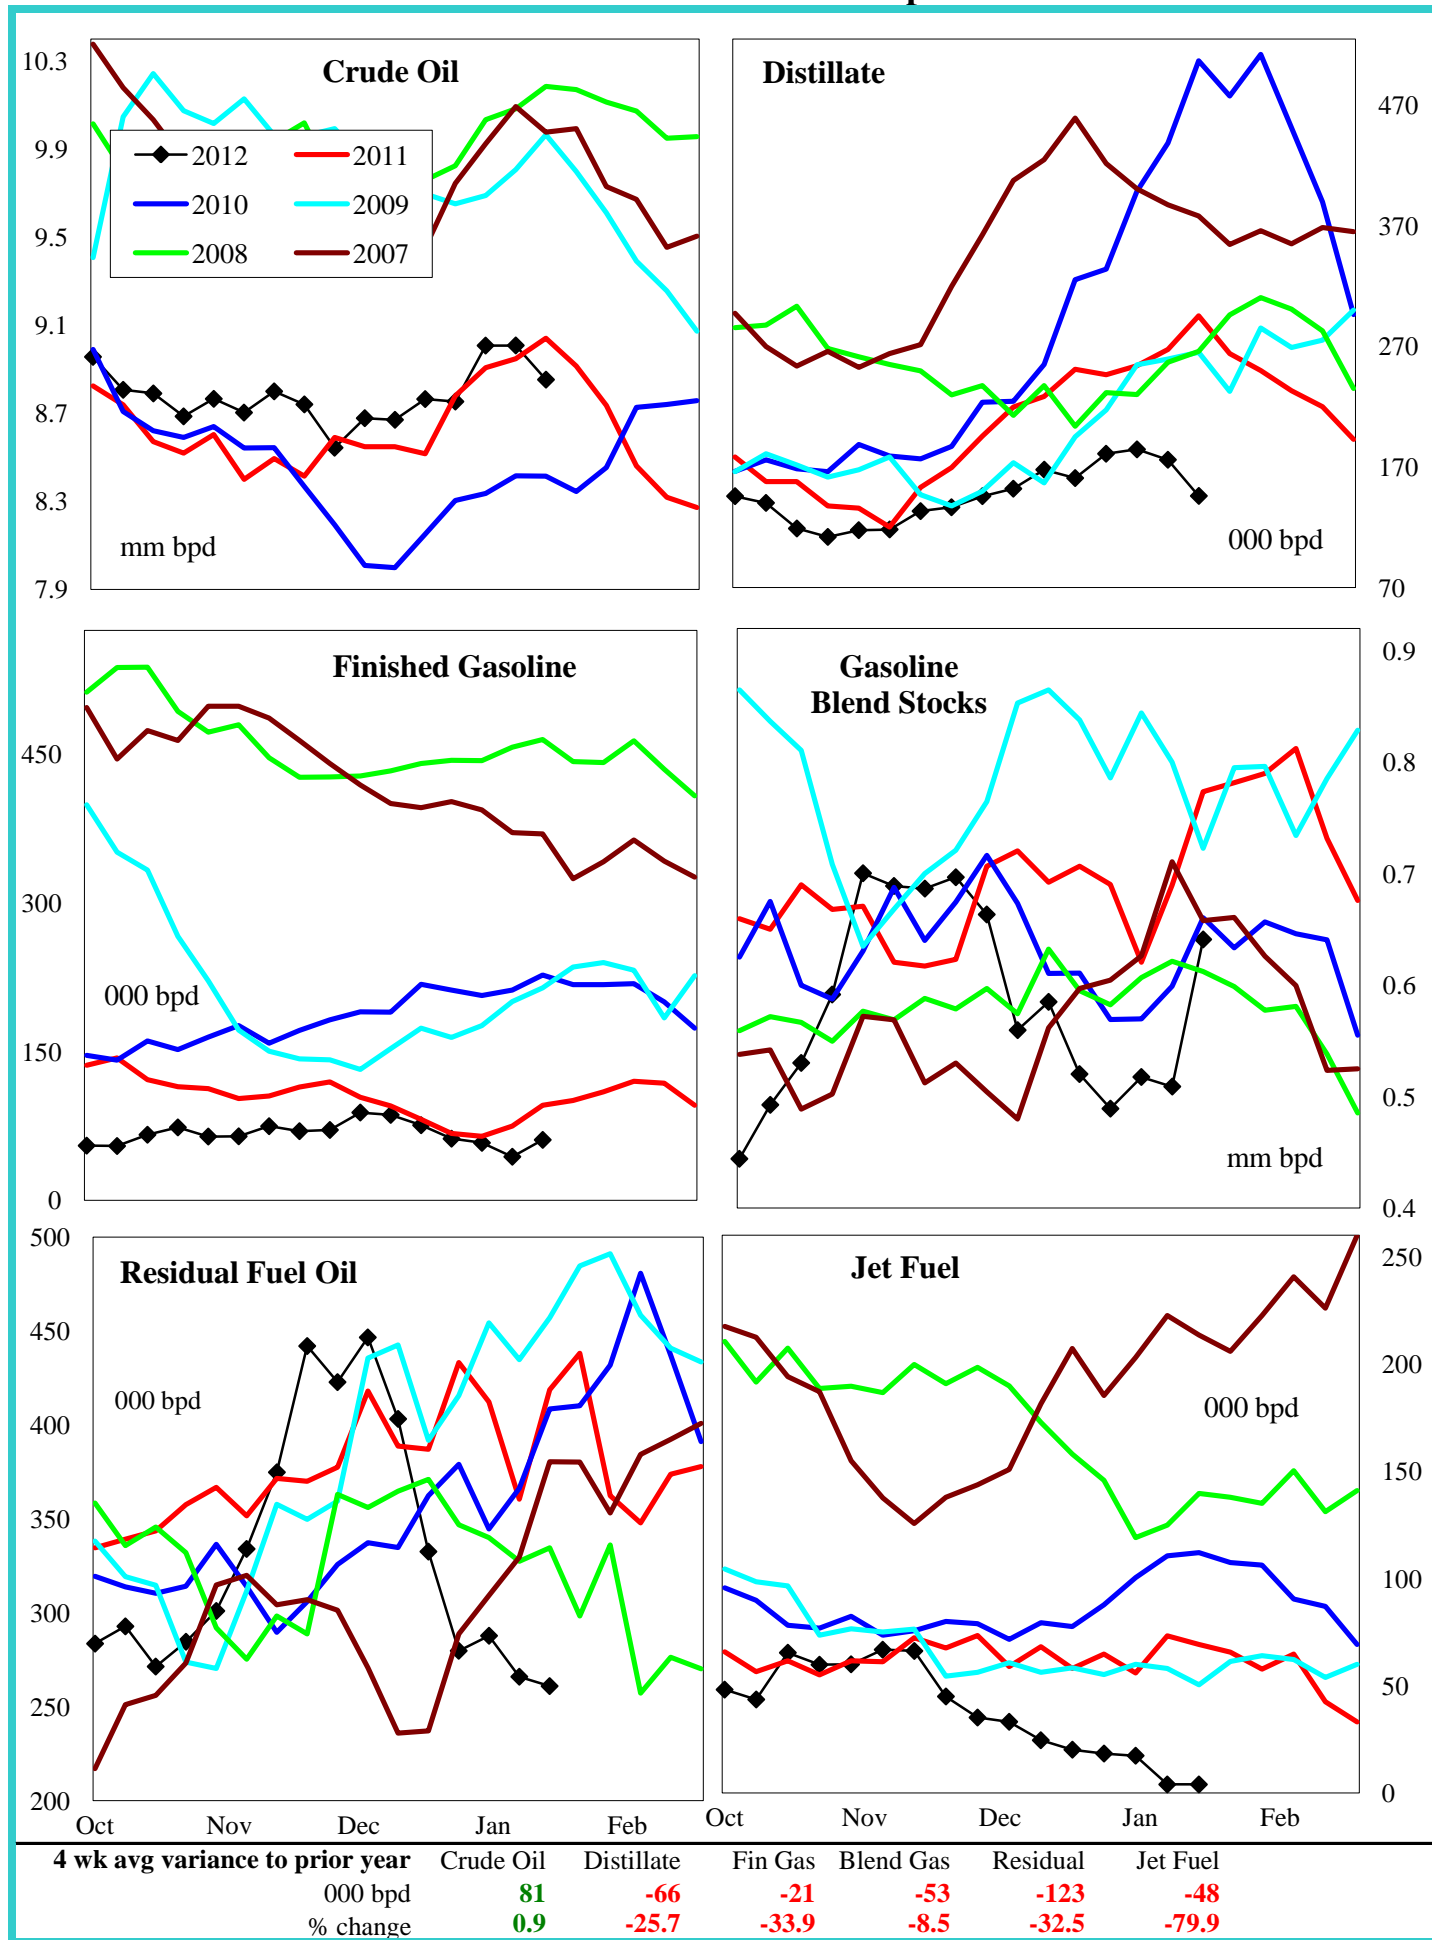 Crude Oil
10.3
9.9
9.5
9.1
8.7
8.3
7.9
2012 2011
2010 2009
2008 2007
mm bpd
Distillate
470
370
270
170
70
000 bpd
Finished Gasoline
450
300
150
0
000 bpd
Gasoline
Blend Stocks
0.9
0.8
0.7
0.6
0.5
0.4
mm bpd
Residual Fuel Oil
500
450
400
350
300
250
200
000 bpd
Oct Nov Dec Jan Feb
Jet Fuel
250
200
150
100
50
0
000 bpd
Oct Nov Dec Jan Feb
4 wk avg variance to prior year Crude Oil Distillate Fin Gas Blend Gas Residual Jet Fuel
000 bpd 81 -66 -21 -53 -123 -48
% change 0.9 -25.7 -33.9 -8.5 -32.5 -79.9